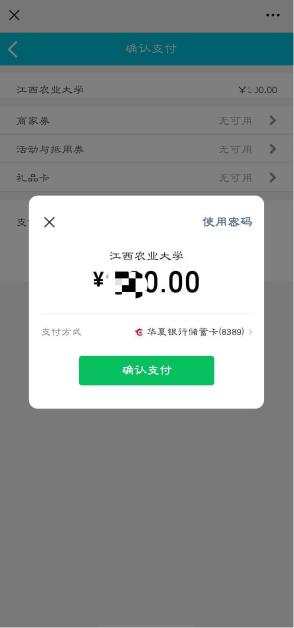 确认支付
江西农业大学
商家券 无可用
活动与抵用券 无可用
礼品卡 无可用
使用密码
江西农业大学
支付方式 华夏银行储蓄卡(8389)
确认支付